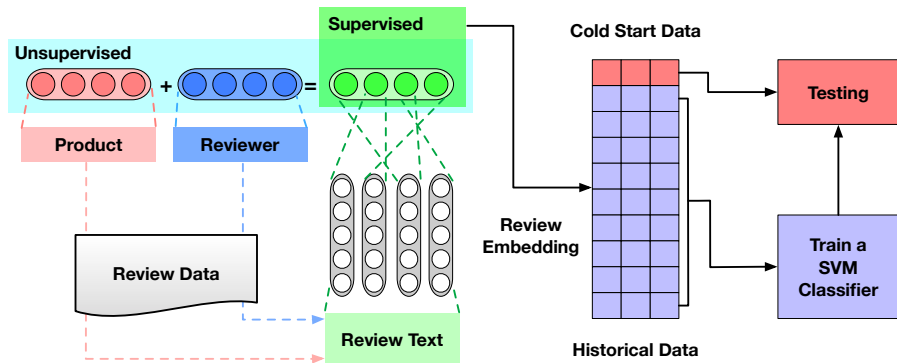 Supervised
Unsupervised
+
=
Product
Reviewer
Review Data
Review Text
Review
Embedding
Cold Start Data
Testing
Train a
SVM
Classifier
Historical Data